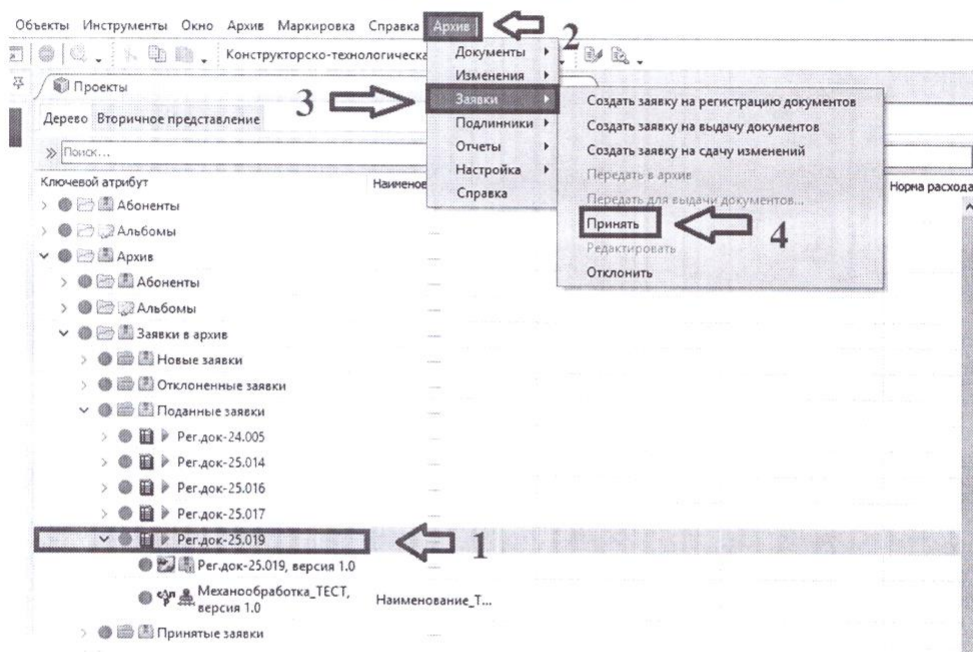 Объекты Инструменты Окно Архив Маркировка Справка Архив
2
Конструкторско-технологическа
Документы
Изменения
Заявки
Подлинники
Отчеты
Настройка
Справка
3
Создать заявку на регистрацию документов
Создать заявку на выдачу документов
Создать заявку на сдачу изменений
Передать в архив
Передать для выдачи документов...
Принять
4
Редактировать
Отклонить
Проекты
Дерево Вторичное представление
Поиск...
Ключевой атрибут Наименов Норма расхода
Абоненты
Альбомы
Архив
Абоненты
Альбомы
Заявки в архив
Новые заявки
Отклоненные заявки
Поданные заявки
Рег.док-24.005
Рег.док-25.014
Рег.док-25.016
Рег.док-25.017
Рег.док-25.019
1
Рег.док-25.019, версия 1.0
Механообработка_ТЕСТ,
версия 1.0
Наименование_Т...
Принятые заявки